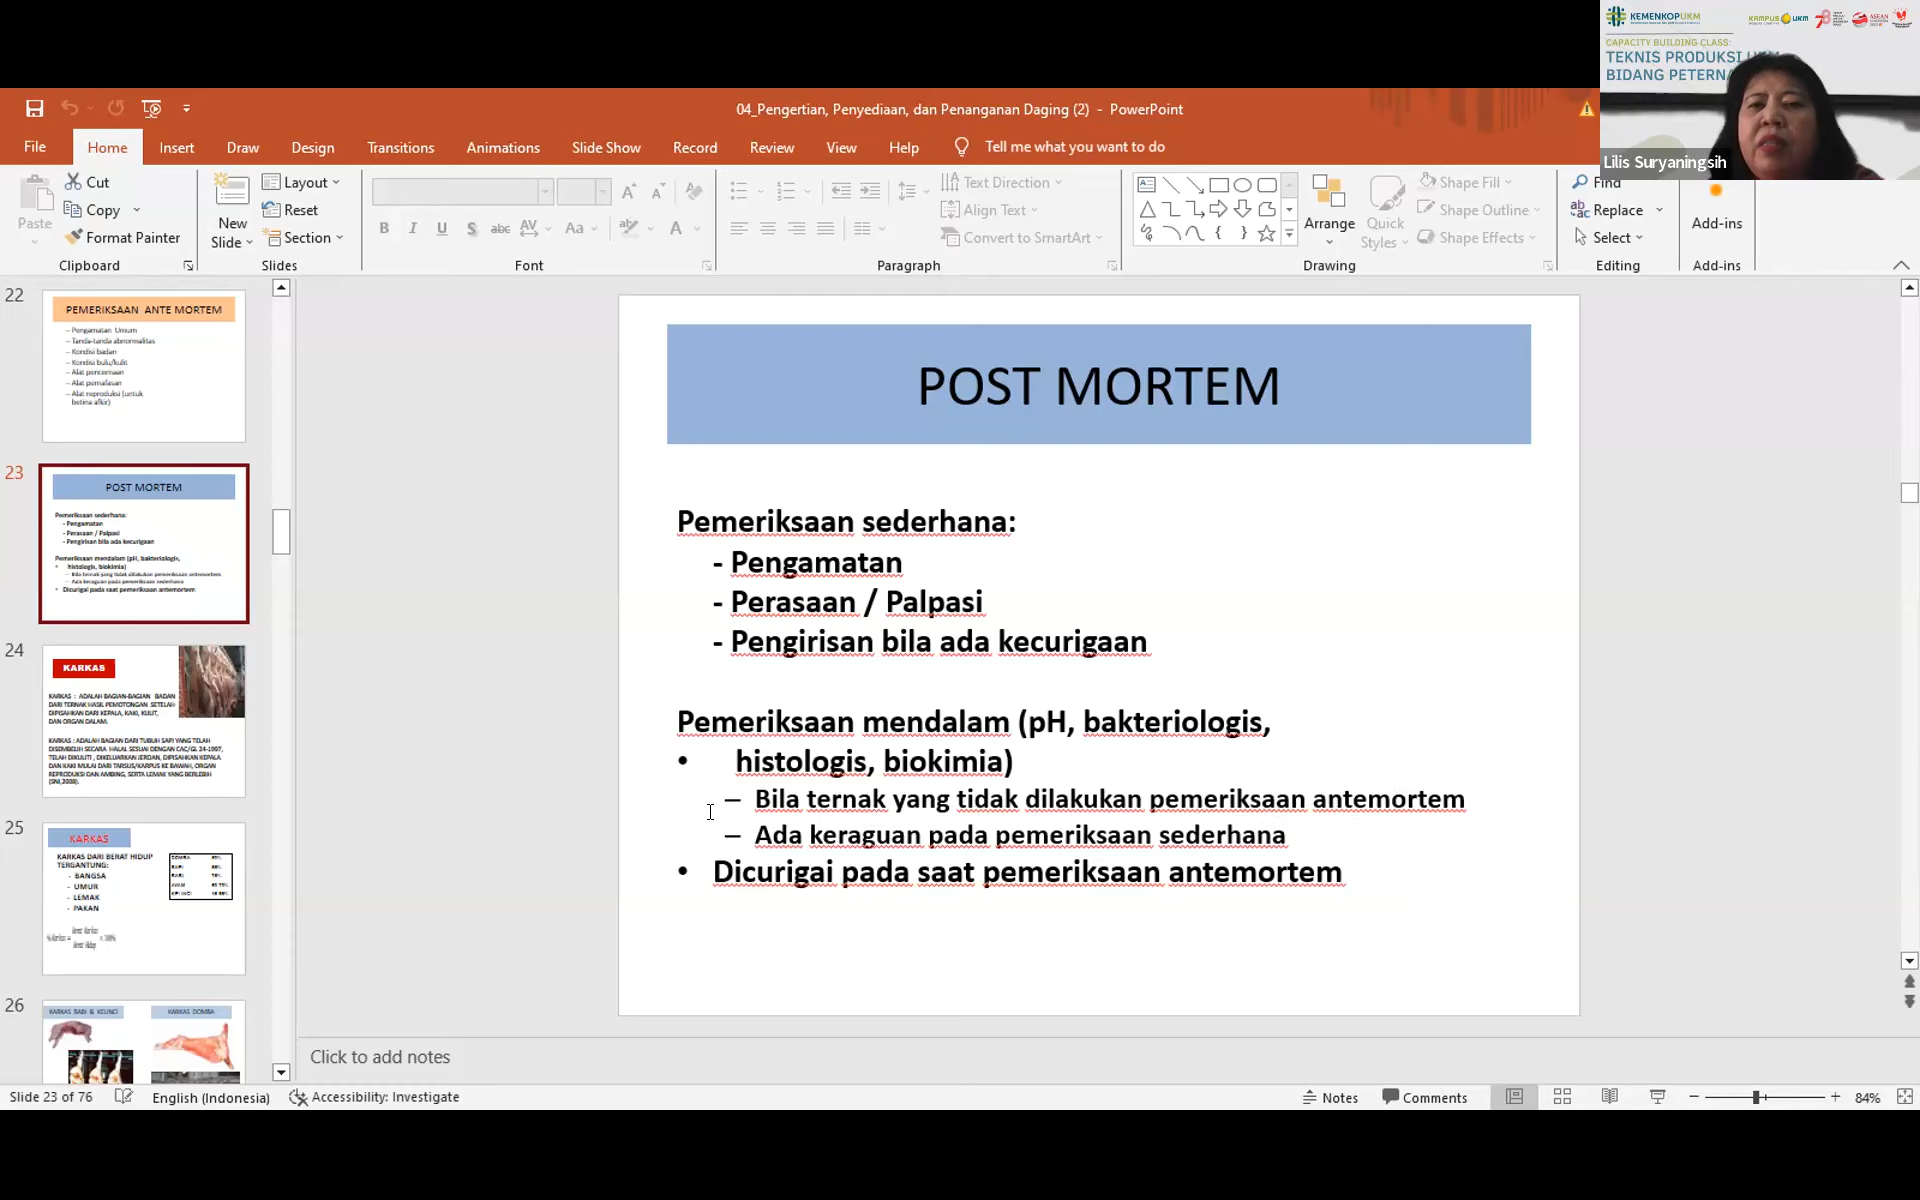 KEMENKOPUKM
KAMPUS UKM
CAPACITY BUILDING CLASS:
TEKNIS PRODUKSI
BIDANG PETERNA
Lilis Suryaningsih
04_Pengertian, Penyediaan, dan Penanganan Daging (2) - PowerPoint
File Home Insert Draw Design Transitions Animations Slide Show Record Review View Help Tell me what you want to do
Paste
Cut
Copy
Format Painter
Clipboard
New Slide
Layout
Reset
Section
Slides
B I U S abc AV Aa A
Font
Text Direction
Align Text
Convert to SmartArt
Paragraph
Arrange
Quick Styles
Shape Fill
Shape Outline
Shape Effects
Drawing
Find
Replace
Select
Editing
Add-ins
Add-ins
22
PEMERIKSAAN ANTE MORTEM
– Pengamatan Umum
– Tanda-tanda abnormalitas
– Kondisi badan
– Kondisi bulu/kulit
– Alat pencernaan
– Alat pernafasan
– Alat reproduksi (untuk
betina afkir)
23
POST MORTEM
Pemeriksaan sederhana:
- Pengamatan
- Perasaan / Palpasi
- Pengirisan bila ada kecurigaan
Pemeriksaan mendalam (pH, bakteriologis,
• histologis, biokimia)
– Bila ternak yang tidak dilakukan pemeriksaan antemortem
– Ada keraguan pada pemeriksaan sederhana
• Dicurigai pada saat pemeriksaan antemortem
24
KARKAS
KARKAS : ADALAH BAGIAN-BAGIAN BADAN
DARI TERNAK HASIL PEMOTONGAN SETELAH
DIPISAHKAN DARI KEPALA, KAKI, KULIT,
DAN ORGAN DALAM.
KARKAS : ADALAH BAGIAN DARI TUBUH SAPI YANG TELAH
DISEMBELIH SECARA HALAL SESUAI DENGAN CAC/GL 24-1997,
TELAH DIKULITI , DIKELUARKAN JEROAN, DIPISAHKAN KEPALA
DAN KAKI MULAI DARI TARSUS/KARPUS KE BAWAH, ORGAN
REPRODUKSI DAN AMBING, SERTA LEMAK YANG BERLEBIH
(SNI,2008).
25
KARKAS
KARKAS DARI BERAT HIDUP
TERGANTUNG:
- BANGSA
- UMUR
- LEMAK
- PAKAN
26
KARKAS BABI & KELINCI
KARKAS DOMBA
POST MORTEM
Pemeriksaan sederhana:
- Pengamatan
- Perasaan / Palpasi
- Pengirisan bila ada kecurigaan
Pemeriksaan mendalam (pH, bakteriologis,
• histologis, biokimia)
– Bila ternak yang tidak dilakukan pemeriksaan antemortem
– Ada keraguan pada pemeriksaan sederhana
• Dicurigai pada saat pemeriksaan antemortem
Click to add notes
Slide 23 of 76 English (Indonesia) Accessibility: Investigate Notes Comments 84%